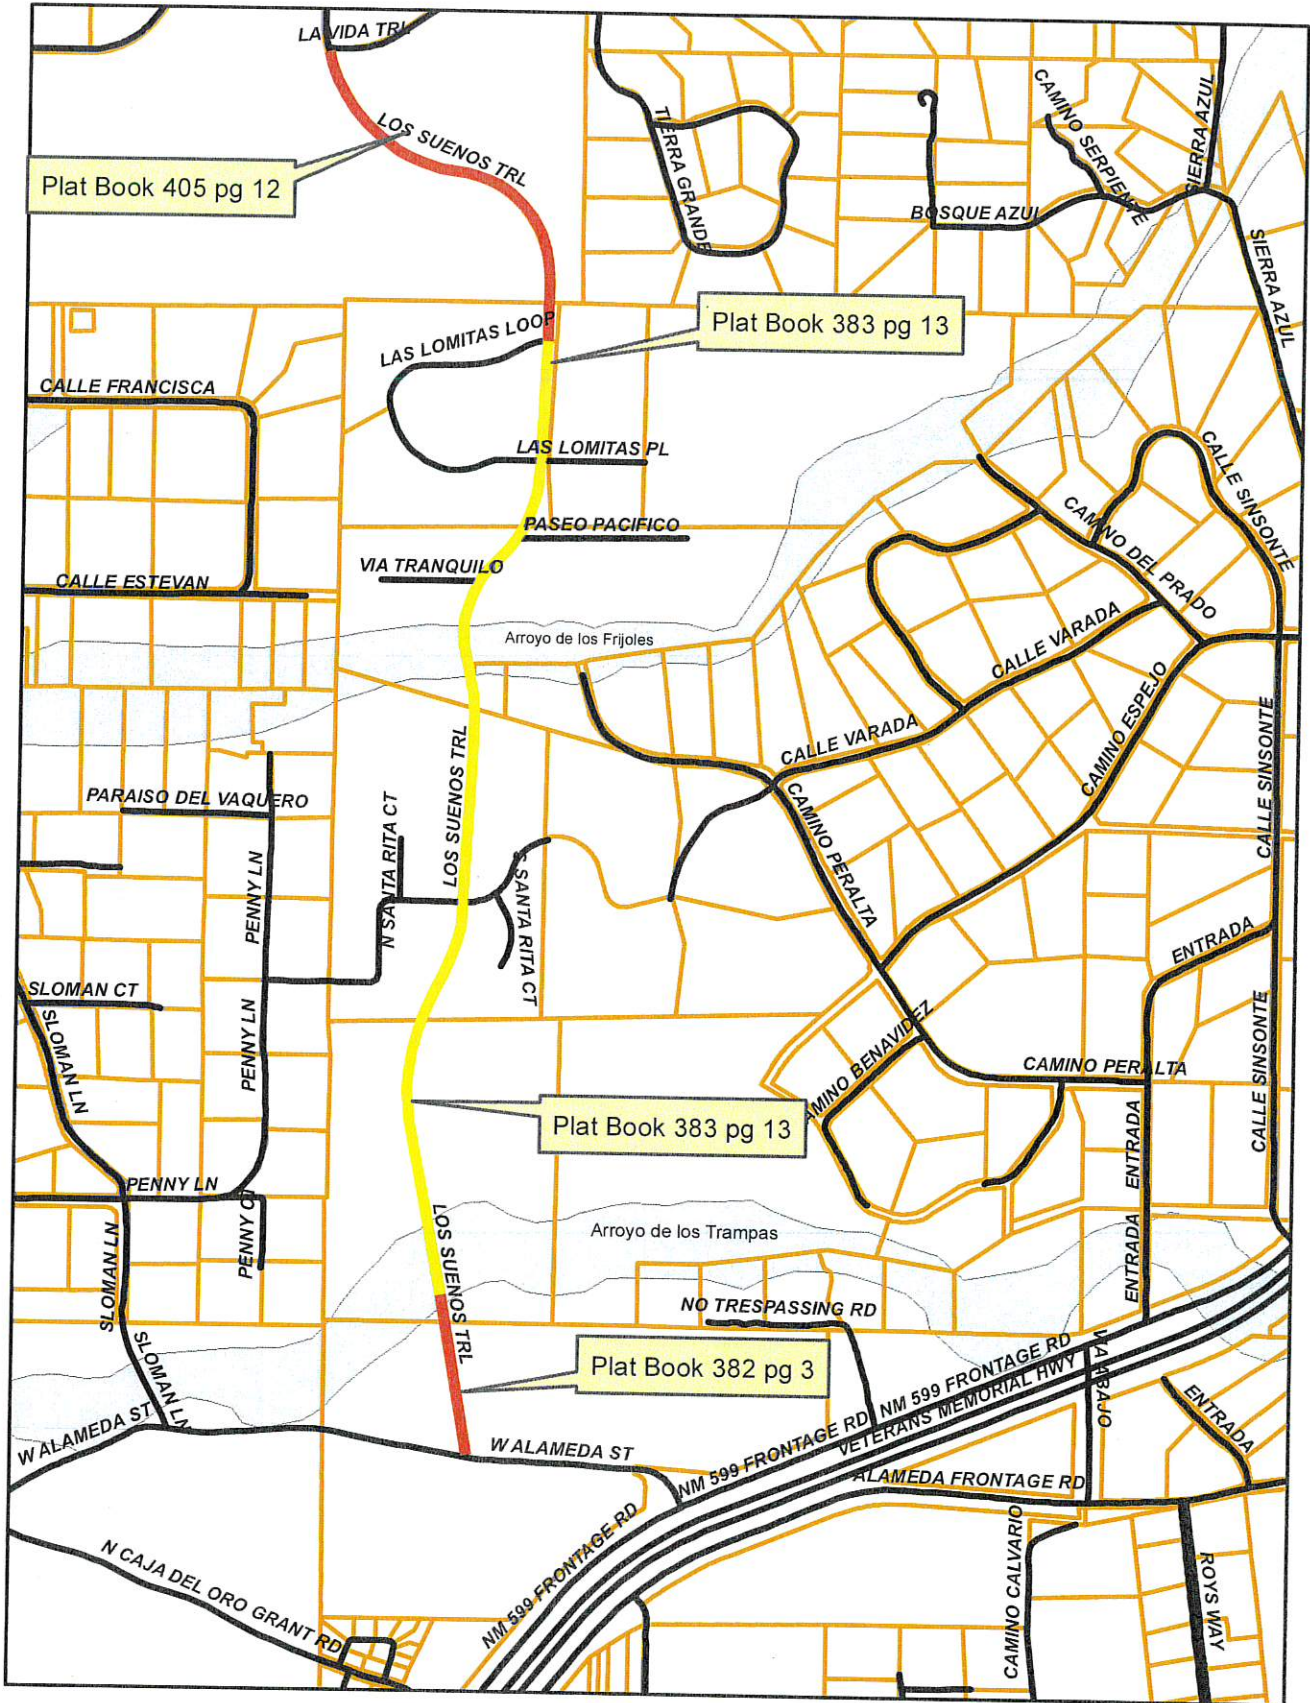 LA VIDA TRL
LOS SUENOS TRL
Plat Book 405 pg 12
TIERRA GRANDE
CAMINO SERPIENTE
SIERRA AZUL
BOSQUE AZUL
SIERRA AZUL
Plat Book 383 pg 13
LAS LOMITAS LOOP
CALLE FRANCISCA
LAS LOMITAS PL
CALLE SINSONTE
PASEO PACIFICO
CAMINO DEL PRADO
VIA TRANQUILO
CALLE ESTEVAN
Arroyo de los Frijoles
CALLE VARADA
CAMINO ESPEJO
CALLE VARADA
LOS SUENOS TRL
CALLE SINSONTE
PARAISO DEL VAQUERO
N SANTA RITA CT
CAMINO PERALTA
PENNY LN
S SANTA RITA CT
ENTRADA
SLOMAN CT
SLOMAN LN
PENNY LN
CAMINO BENAVIDEZ
CALLE SINSONTE
CAMINO PERALTA
Plat Book 383 pg 13
ENTRADA
PENNY LN
PENNY CT
LOS SUENOS TRL
Arroyo de los Trampas
ENTRADA
SLOMAN LN
NO TRESPASSING RD
SLOMAN LN
Plat Book 382 pg 3
NM 599 FRONTAGE RD
VIA ABAJO
W ALAMEDA ST
W ALAMEDA ST
NM 599 FRONTAGE RD
VETERANS MEMORIAL HWY
ENTRADA
ALAMEDA FRONTAGE RD
N CAJA DEL ORO GRANT RD
NM 599 FRONTAGE RD
CAMINO CALVARIO
ROYS WAY